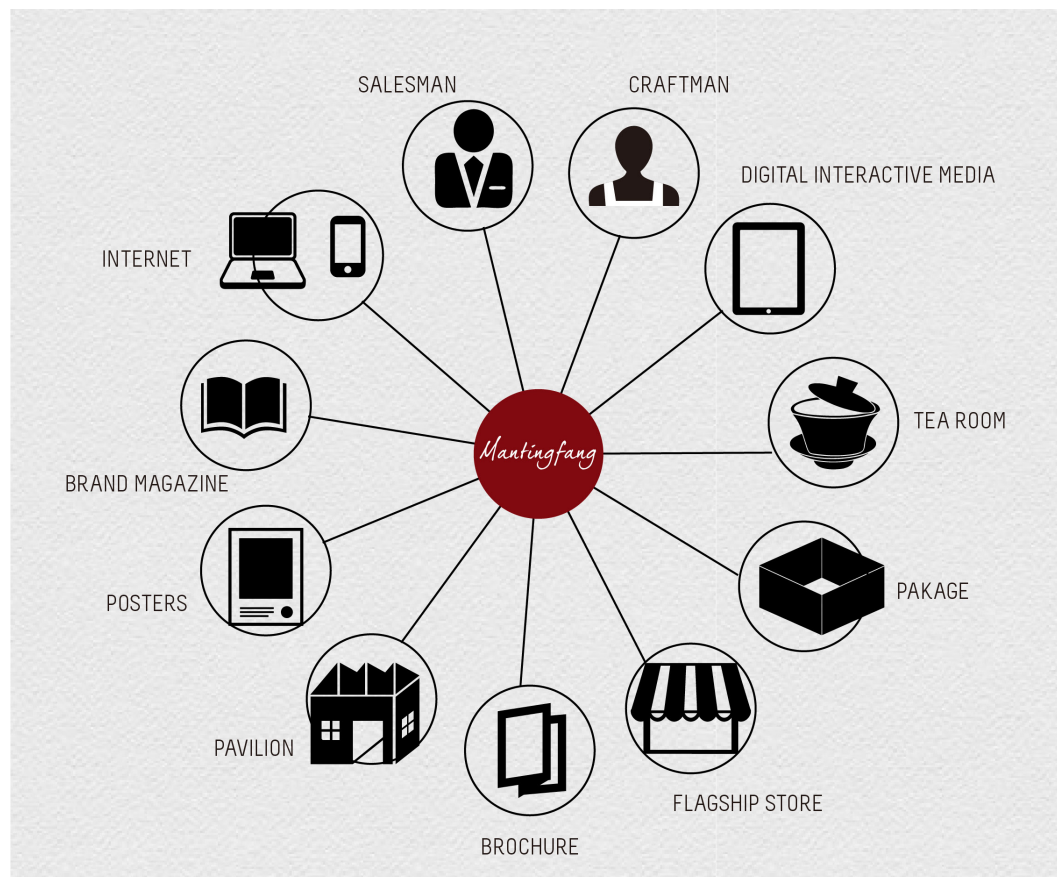 SALESMAN
CRAFTMAN
DIGITAL INTERACTIVE MEDIA
INTERNET
TEA ROOM
Mantingfang
BRAND MAGAZINE
PAKAGE
POSTERS
PAVILION
FLAGSHIP STORE
BROCHURE